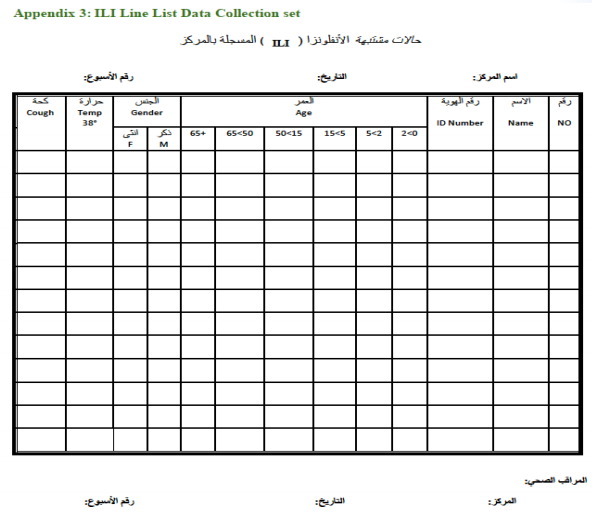 Appendix 3: ILI Line List Data Collection set
حالات مشتبهة الأنفلونزا ( ILI ) المسجلة بالمركز
اسم المركز: التاريخ: رقم الأسبوع:
رقم الاسم رقم الهوية العمر الجنس حرارة كحة
NO Name ID Number Age Gender Temp 38° Cough
2<0 5<2 15<5 50<15 65<50 65+ ذكر M انثى F
المراقب الصحي:
المركز: التاريخ: رقم الأسبوع: